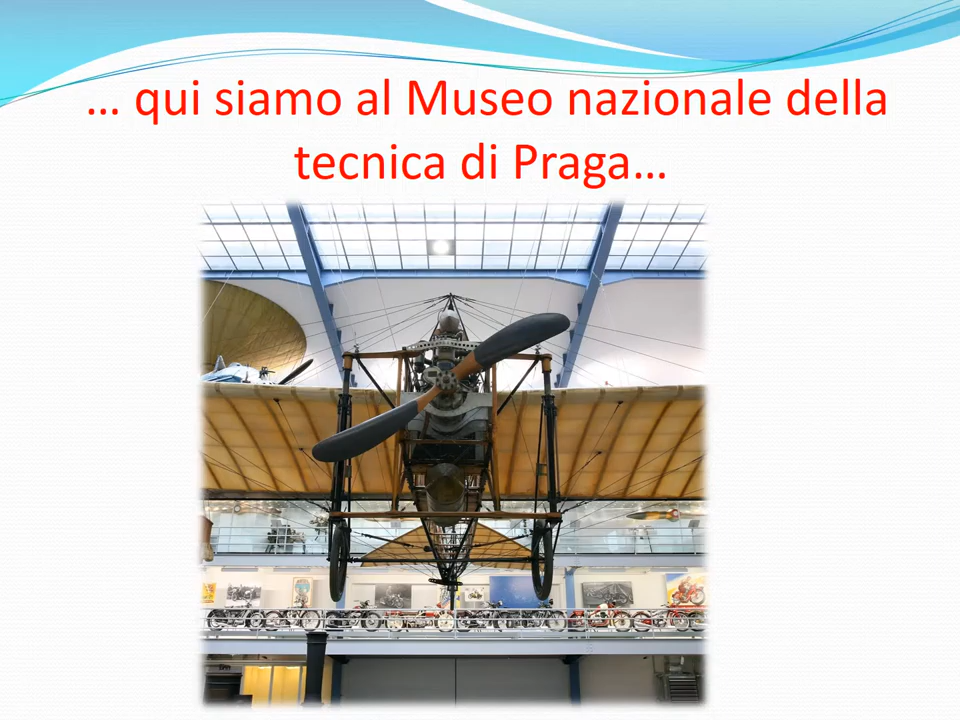 … qui siamo al Museo nazionale della
tecnica di Praga…